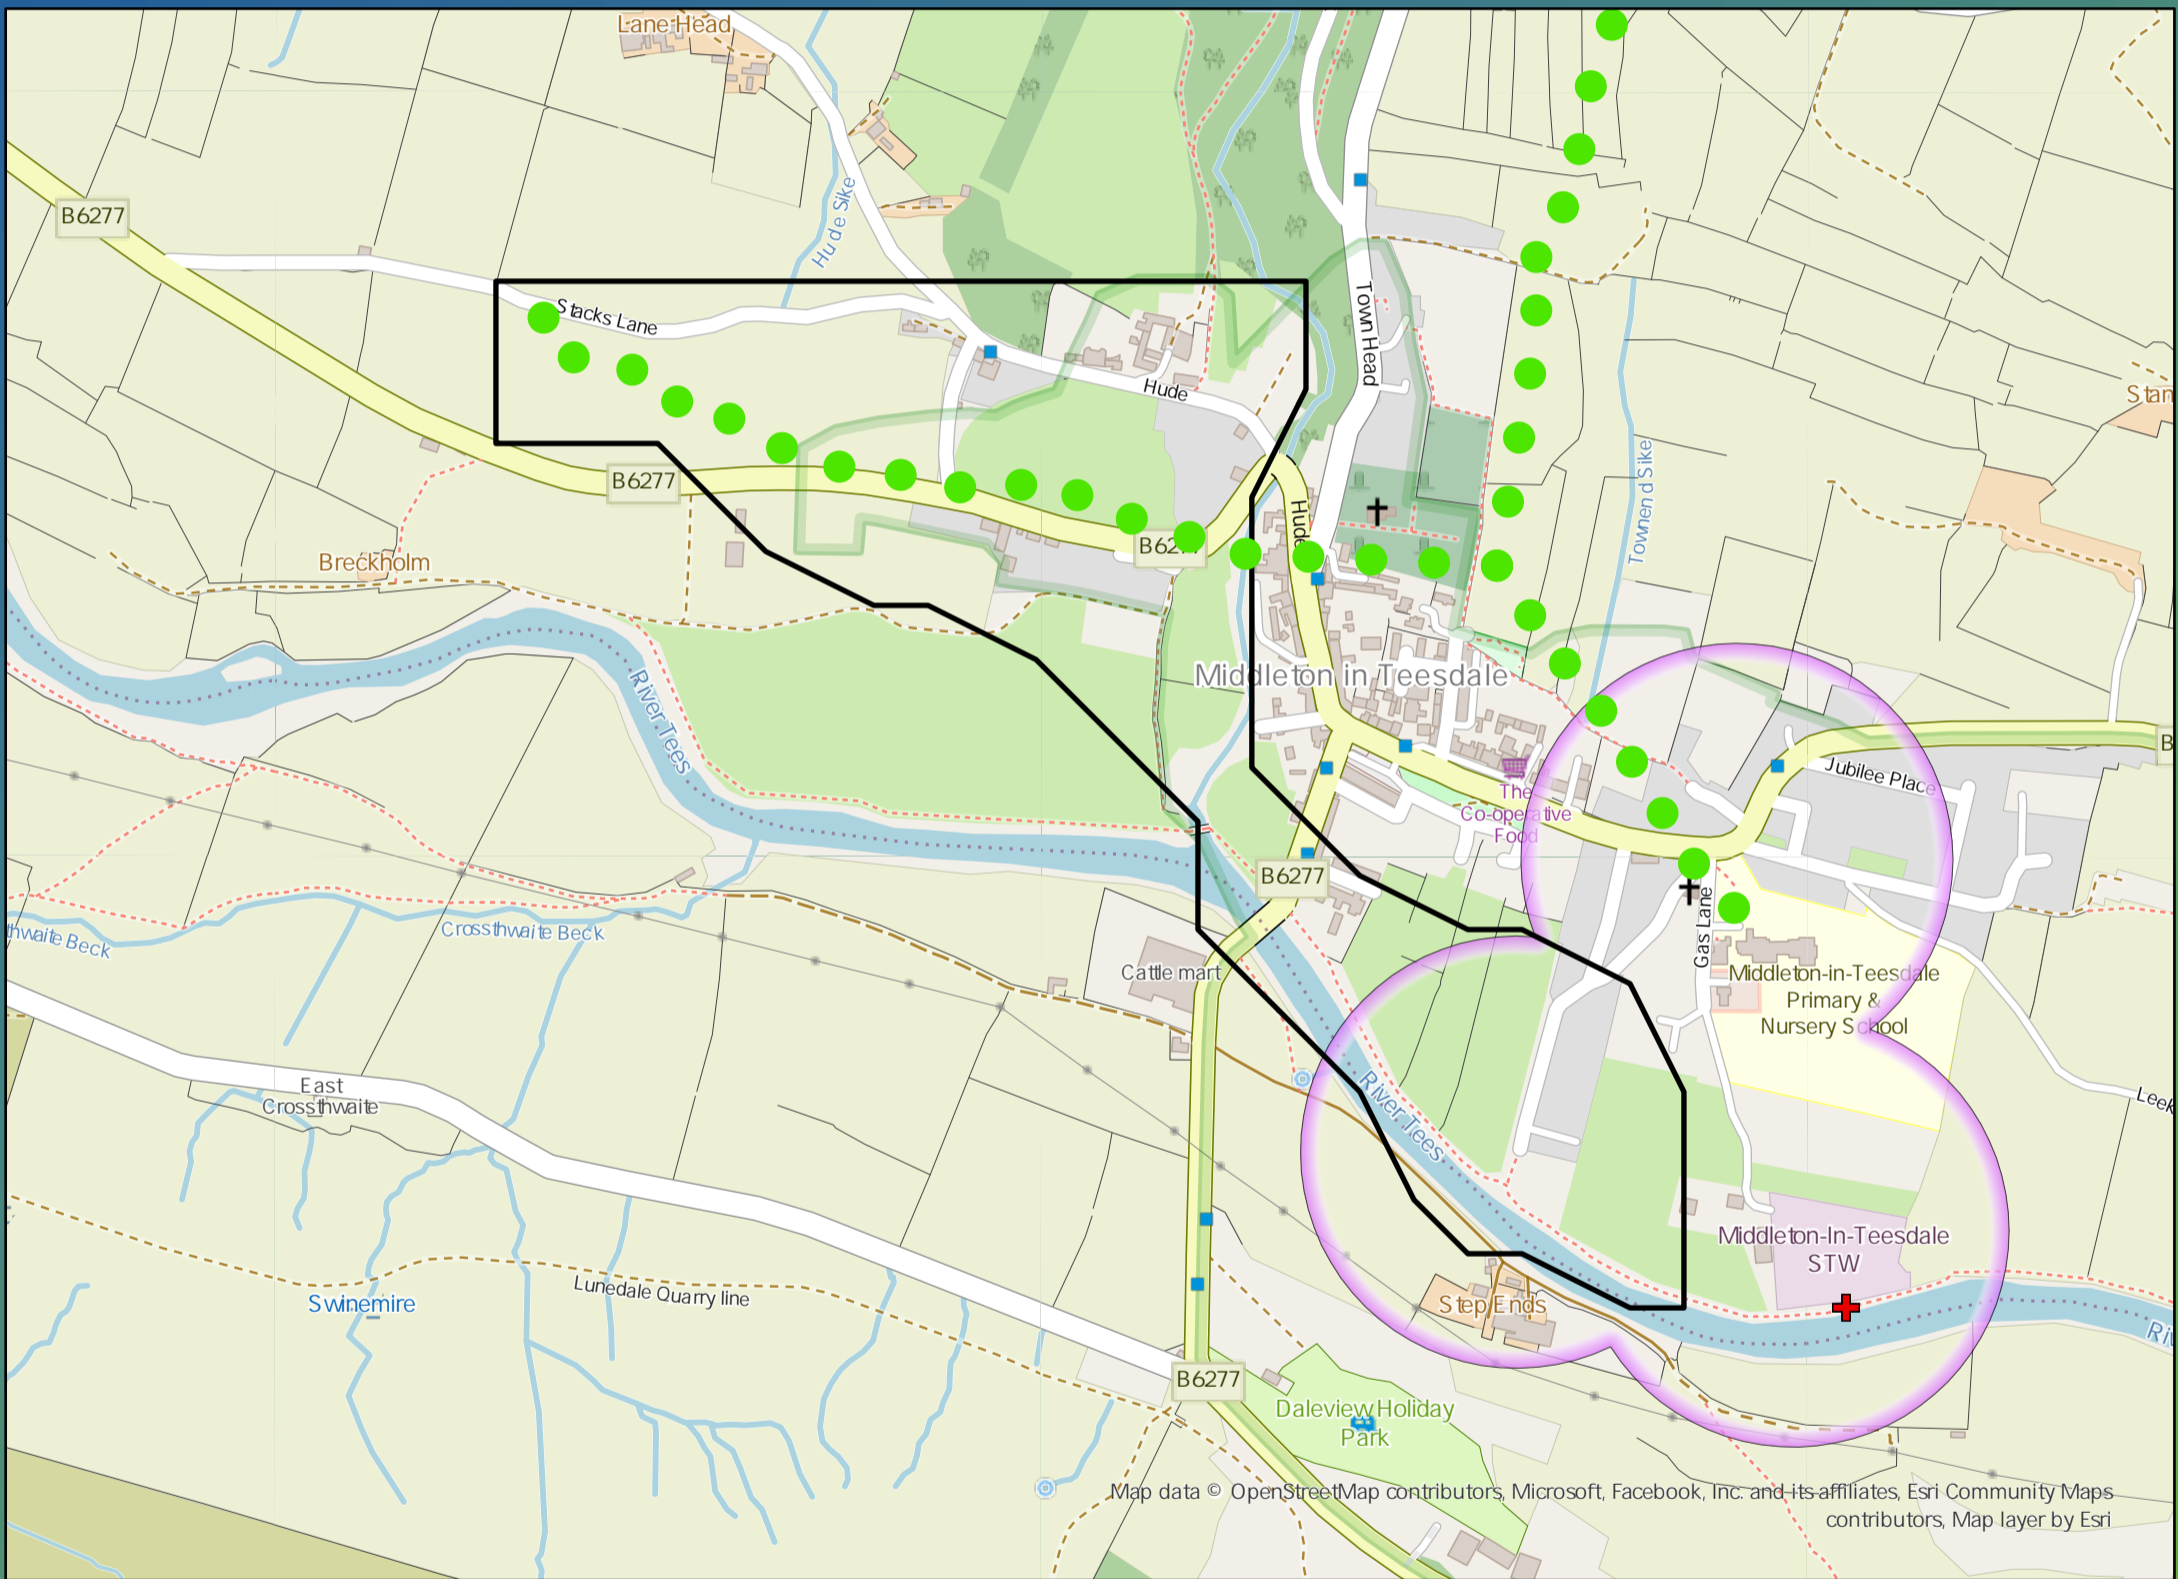 Lane Head
B6277
Hude Sike
Stacks Lane
Town Head
Hude
Stan
B6277
Townend Sike
Hude
B627
Breckholm
River Tees
Middleton in Teesdale
B
Jubilee Place
The
Co-operative
Food
B6277
Gas Lane
thwaite Beck
Crossthwaite Beck
Cattle mart
Middleton-in-Teesdale
Primary &
Nursery School
East
Crossthwaite
River Tees
Leek
Middleton-In-Teesdale
STW
Lunedale Quarry line
Swinemire
Step Ends
Ri
B6277
Daleview Holiday
Park
Map data © OpenStreetMap contributors, Microsoft, Facebook, Inc. and its affiliates, Esri Community Maps
contributors, Map layer by Esri